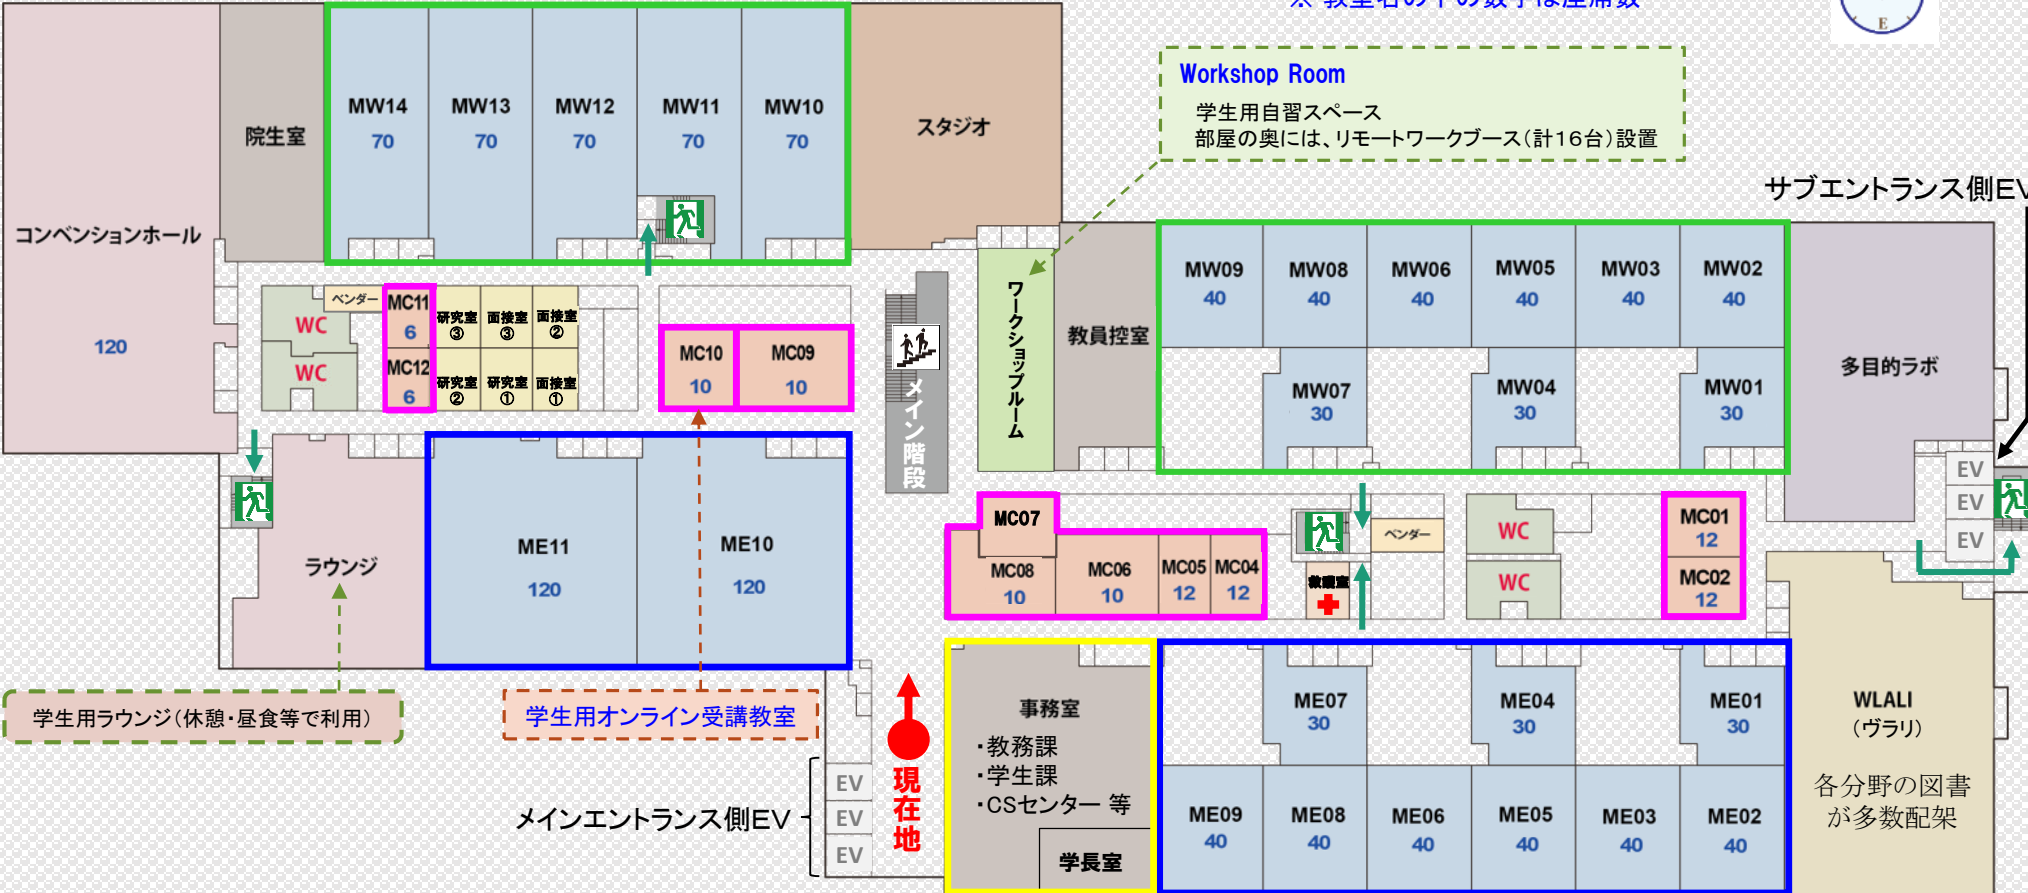 ※ 教室名の下の数字は座席数
E
Workshop Room
学生用自習スペース
部屋の奥には、リモートワークブース(計16台)設置
サブエントランス側EV
コンベンションホール
120
院生室
MW14
70
MW13
70
MW12
70
MW11
70
MW10
70
スタジオ
ワークショップルーム
教員控室
MW09
40
MW08
40
MW06
40
MW05
40
MW03
40
MW02
40
MW07
30
MW04
30
MW01
30
多目的ラボ
WC
WC
ベンダー
MC11
6
MC12
6
研究室
③
面接室
③
面接室
②
研究室
②
研究室
①
面接室
①
MC10
10
MC09
10
メイン階段
EV
EV
EV
ラウンジ
ME11
120
ME10
120
MC07
MC08
10
MC06
10
MC05
12
MC04
12
ベンダー
救護室
WC
WC
MC01
12
MC02
12
学生用ラウンジ(休憩・昼食等で利用)
学生用オンライン受講教室
メインエントランス側EV
EV
EV
EV
現在地
事務室
・教務課
・学生課
・CSセンター 等
学長室
ME07
30
ME04
30
ME01
30
ME09
40
ME08
40
ME06
40
ME05
40
ME03
40
ME02
40
WLALI
(ヴラリ)
各分野の図書
が多数配架